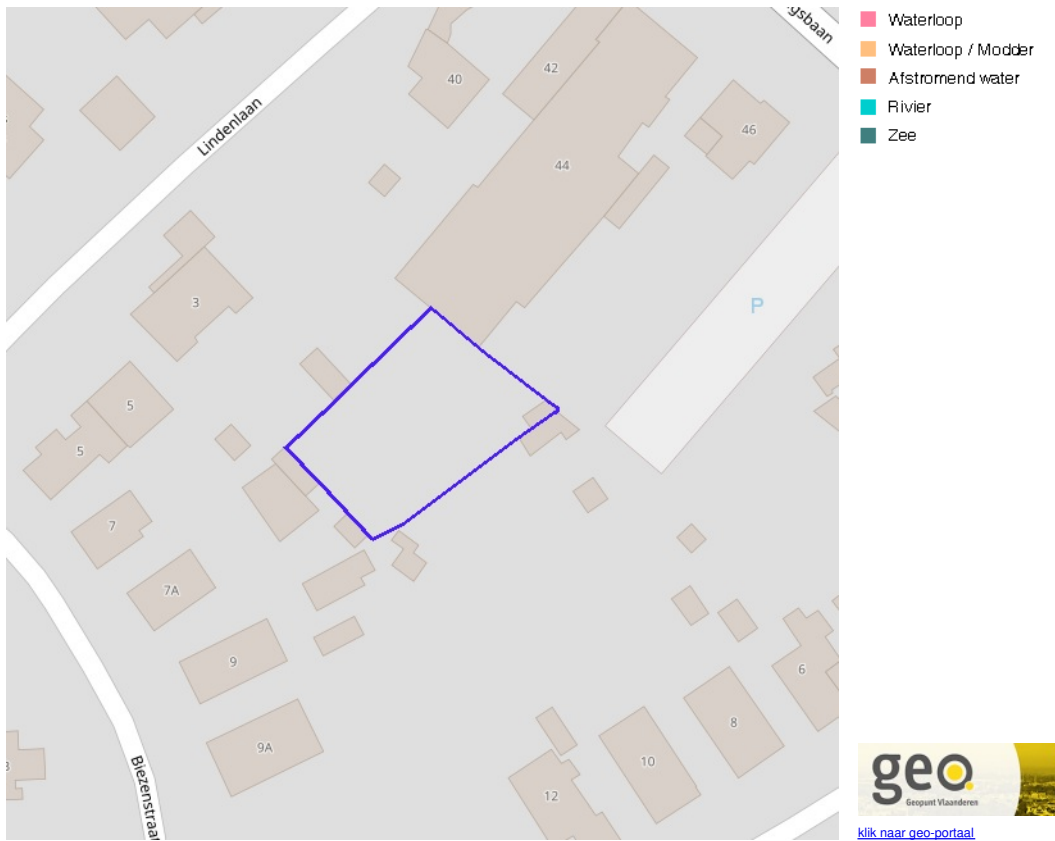 gsbaan
Lindenlaan
40
42
44
46
P
3
5
5
7
7A
9
9A
6
8
10
12
Biezenstraat
Waterloop
Waterloop / Modder
Afstromend water
Rivier
Zee
geo
Geopunt Vlaanderen
klik naar geo-portaal